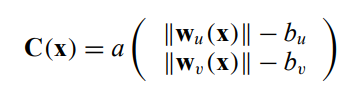 C(x) = a ( ‖w_u(x)‖ − b_u
‖w_v(x)‖ − b_v )